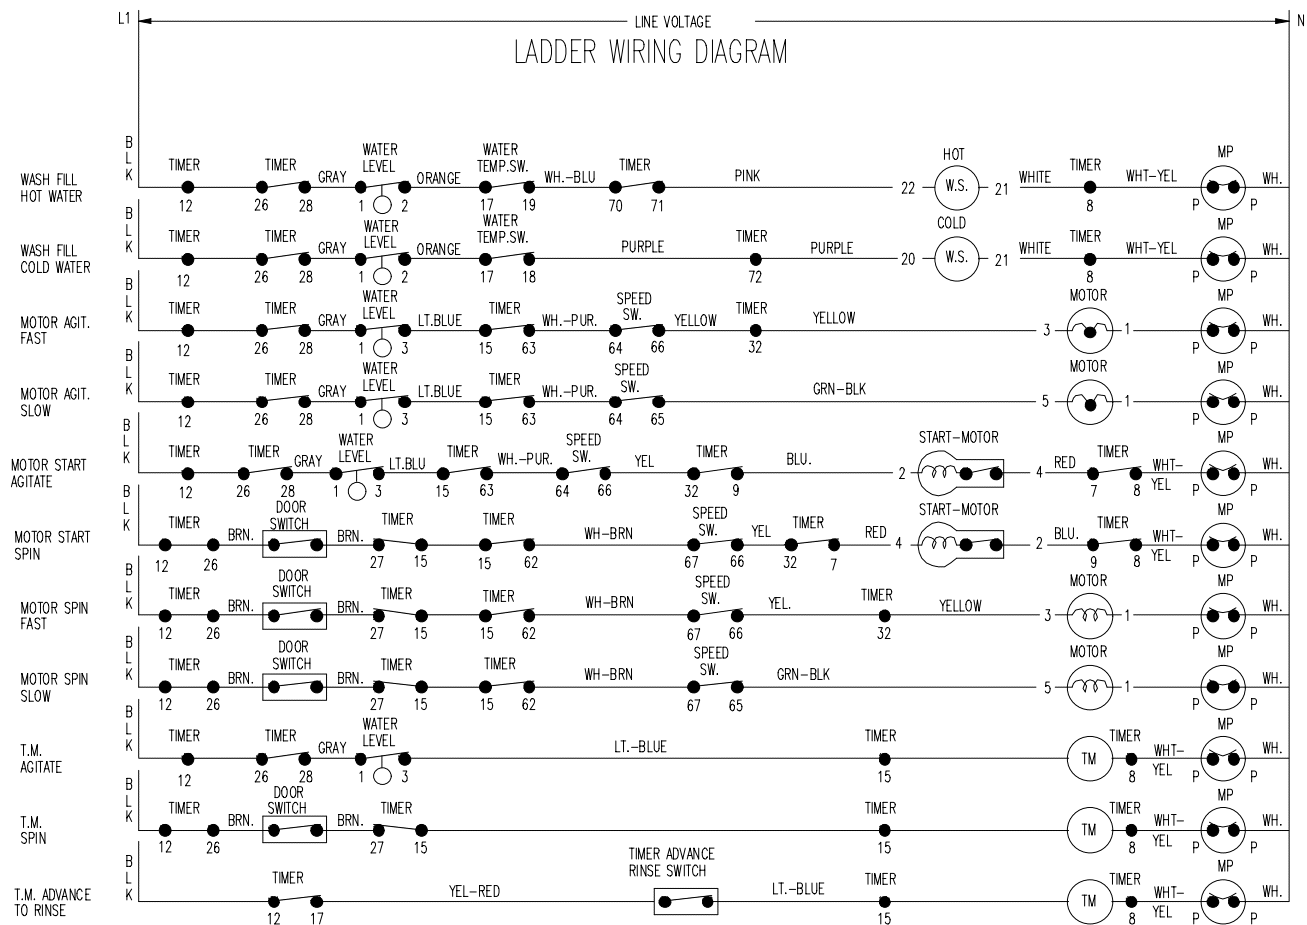 L1
LINE VOLTAGE
N
LADDER WIRING DIAGRAM
WASH FILL
HOT WATER
BLK
TIMER
12
TIMER
26 28
GRAY
WATER
LEVEL
1 2
ORANGE
WATER
TEMP.SW.
17 19
WH.-BLU
TIMER
70 71
PINK
HOT
22 W.S. 21
WHITE
TIMER
8
WHT-YEL
MP
P P
WH.
WASH FILL
COLD WATER
BLK
TIMER
12
TIMER
26 28
GRAY
WATER
LEVEL
1 2
ORANGE
WATER
TEMP.SW.
17 18
PURPLE
TIMER
72
PURPLE
COLD
20 W.S. 21
WHITE
TIMER
8
WHT-YEL
MP
P P
WH.
MOTOR AGIT.
FAST
BLK
TIMER
12
TIMER
26 28
GRAY
WATER
LEVEL
1 3
LT.BLUE
TIMER
15 63
WH.-PUR.
SPEED
SW.
64 66
YELLOW
TIMER
32
YELLOW
MOTOR
3 1
MP
P P
WH.
MOTOR AGIT.
SLOW
BLK
TIMER
12
TIMER
26 28
GRAY
WATER
LEVEL
1 3
LT.BLUE
TIMER
15 63
WH.-PUR.
SPEED
SW.
64 65
GRN-BLK
MOTOR
5 1
MP
P P
WH.
MOTOR START
AGITATE
BLK
TIMER
12
TIMER
26 28
GRAY
WATER
LEVEL
1 3
LT.BLU
TIMER
15 63
WH.-PUR.
SPEED
SW.
64 66
YEL
TIMER
32 9
BLU.
START-MOTOR
2 4
RED
TIMER
7 8
WHT-
YEL
MP
P P
WH.
MOTOR START
SPIN
BLK
TIMER
12 26
BRN.
DOOR
SWITCH
BRN.
TIMER
27 15
TIMER
15 62
WH-BRN
SPEED
SW.
67 66
YEL
TIMER
32 7
RED
START-MOTOR
4 2
BLU.
TIMER
9 8
WHT-
YEL
MP
P P
WH.
MOTOR SPIN
FAST
BLK
TIMER
12 26
BRN.
DOOR
SWITCH
BRN.
TIMER
27 15
TIMER
15 62
WH-BRN
SPEED
SW.
67 66
YEL.
TIMER
32
YELLOW
MOTOR
3 1
MP
P P
WH.
MOTOR SPIN
SLOW
BLK
TIMER
12 26
BRN.
DOOR
SWITCH
BRN.
TIMER
27 15
TIMER
15 62
WH-BRN
SPEED
SW.
67 65
GRN-BLK
MOTOR
5 1
MP
P P
WH.
T.M.
AGITATE
BLK
TIMER
12
TIMER
26 28
GRAY
WATER
LEVEL
1 3
LT.-BLUE
TIMER
15
TM
TIMER
8
WHT-
YEL
MP
P P
WH.
T.M.
SPIN
BLK
TIMER
12 26
BRN.
DOOR
SWITCH
BRN.
TIMER
27 15
TIMER
15
TM
TIMER
8
WHT-
YEL
MP
P P
WH.
T.M. ADVANCE
TO RINSE
BLK
TIMER
12 17
YEL-RED
TIMER ADVANCE
RINSE SWITCH
LT.-BLUE
TIMER
15
TM
TIMER
8
WHT-
YEL
MP
P P
WH.